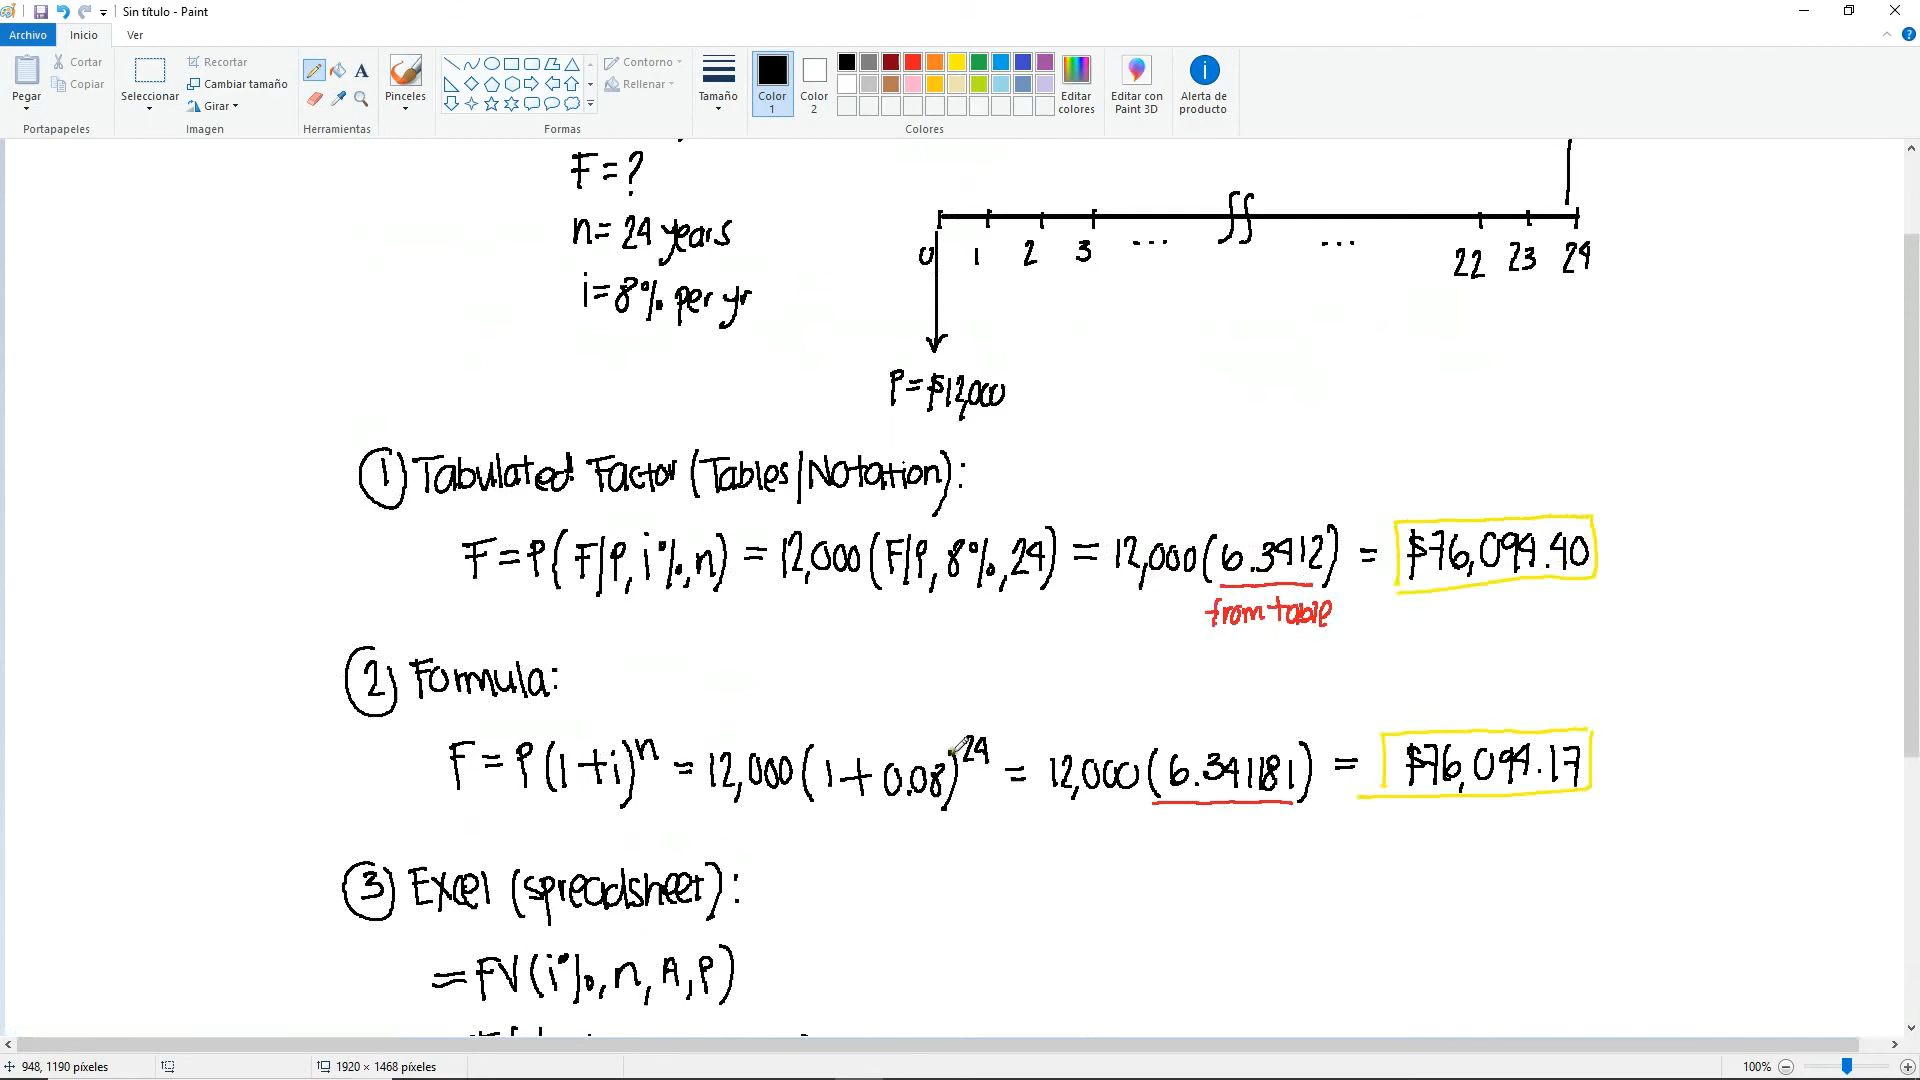 Sin título - Paint
Archivo
Inicio
Ver
Pegar
Cortar
Copiar
Portapapeles
Seleccionar
Recortar
Cambiar tamaño
Girar
Imagen
A
Herramientas
Pinceles
Contorno
Rellenar
Formas
Tamaño
Color 1
Color 2
Editar colores
Colores
Editar con Paint 3D
Alerta de producto
F = ?
n = 24 years
i = 8% per yr
0 1 2 3 ... ... 22 23 24
P = $12,000
① Tabulated Factor (Tables|Notation):
F = P(F/P, i%, n) = 12,000(F/P, 8%, 24) = 12,000(6.3412) = $76,094.40
from table
② Formula:
F = P(1+i)^n = 12,000(1+0.08)^24 = 12,000(6.341181) = $76,094.17
③ Excel (spreadsheet):
= FV(i%, n, A, P)
948, 1190 píxeles
1920 × 1468 píxeles
100%